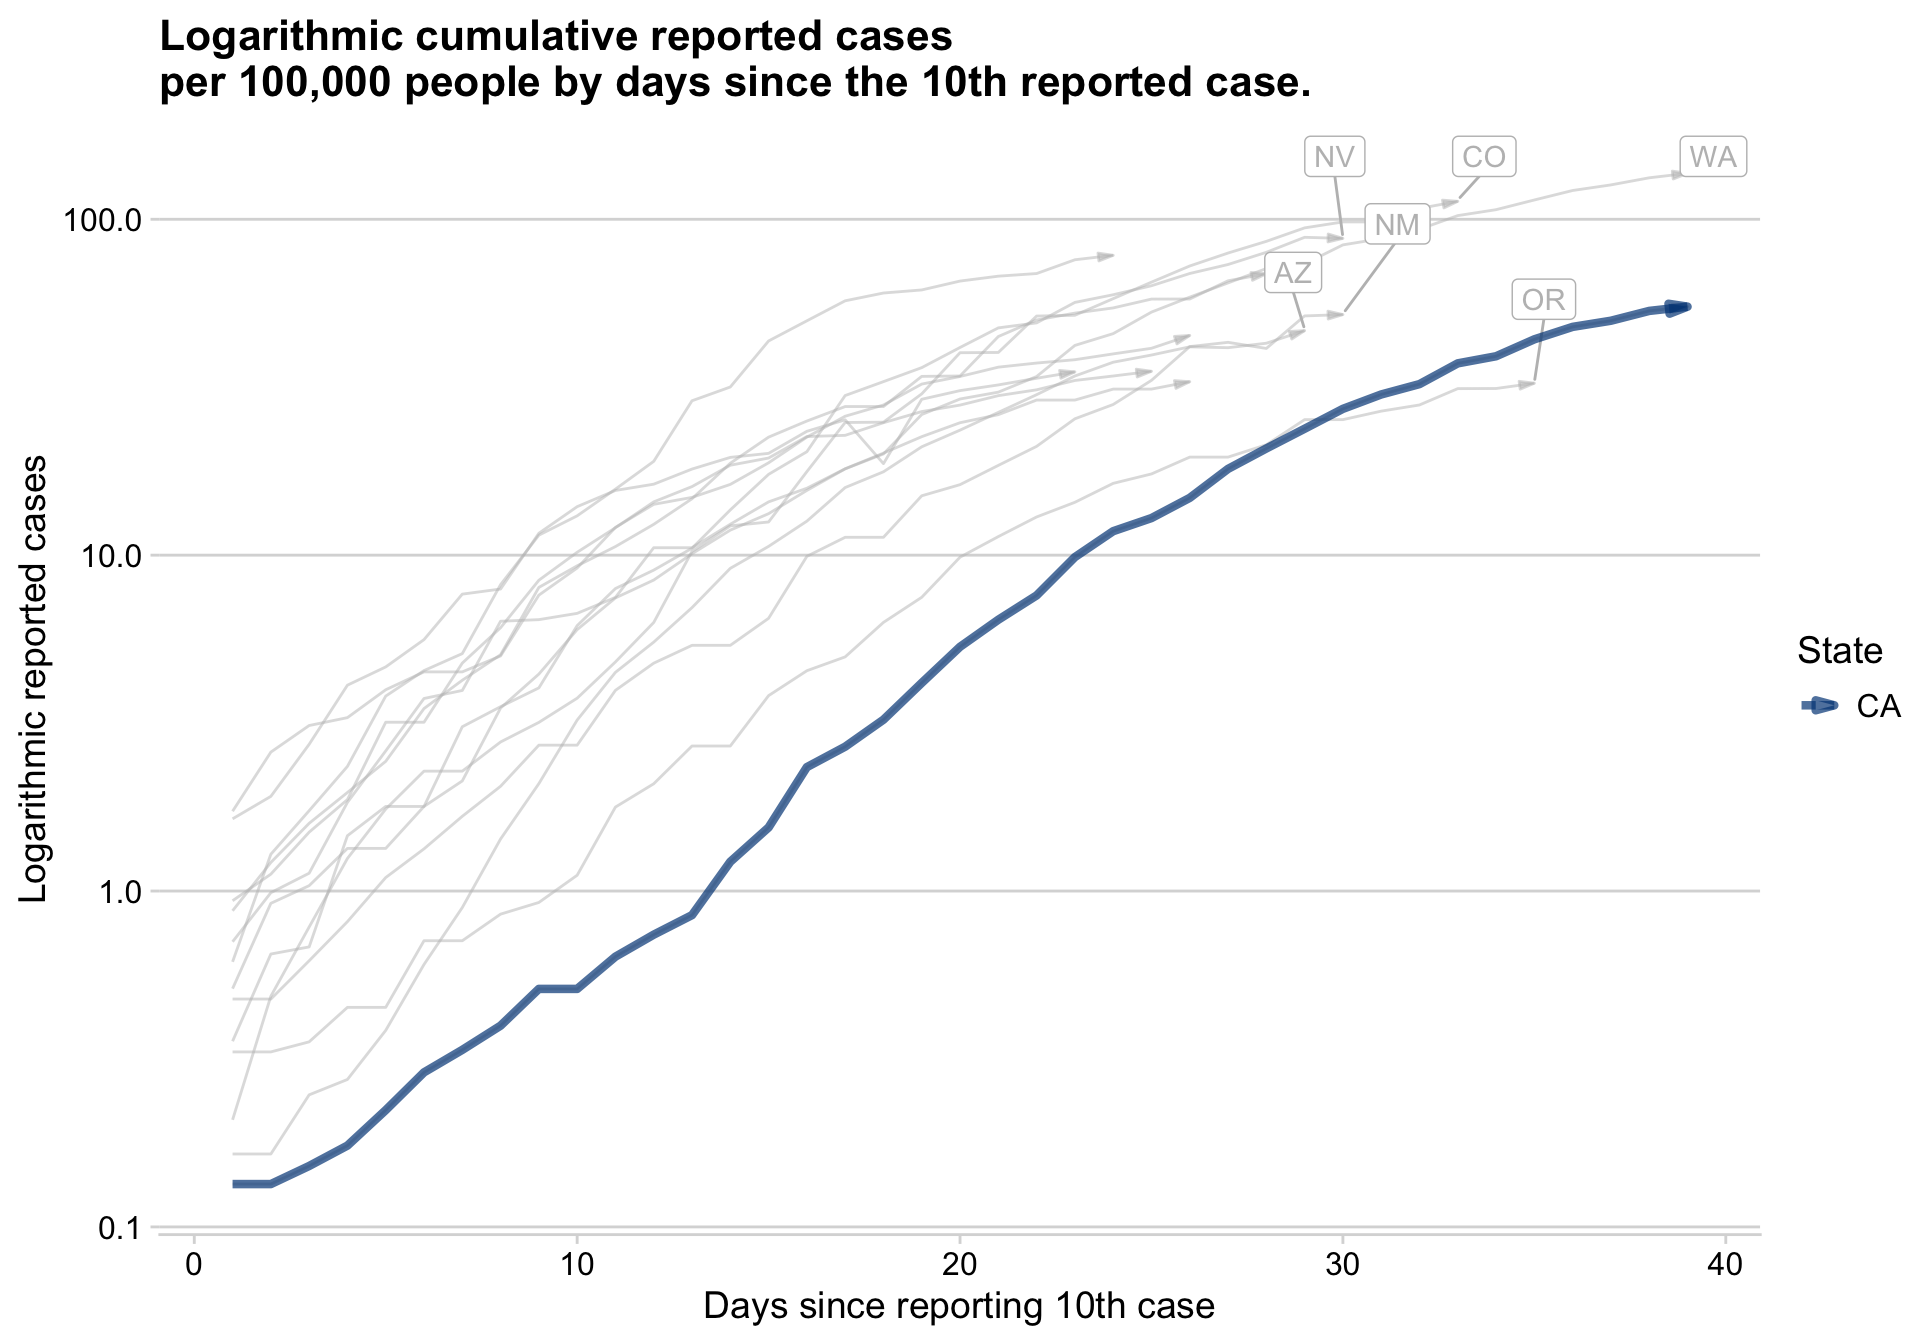 Logarithmic cumulative reported cases
per 100,000 people by days since the 10th reported case.
NV
CO
WA
100.0
NM
AZ
OR
Logarithmic reported cases
10.0
State
CA
1.0
0.1
0
10
20
30
40
Days since reporting 10th case